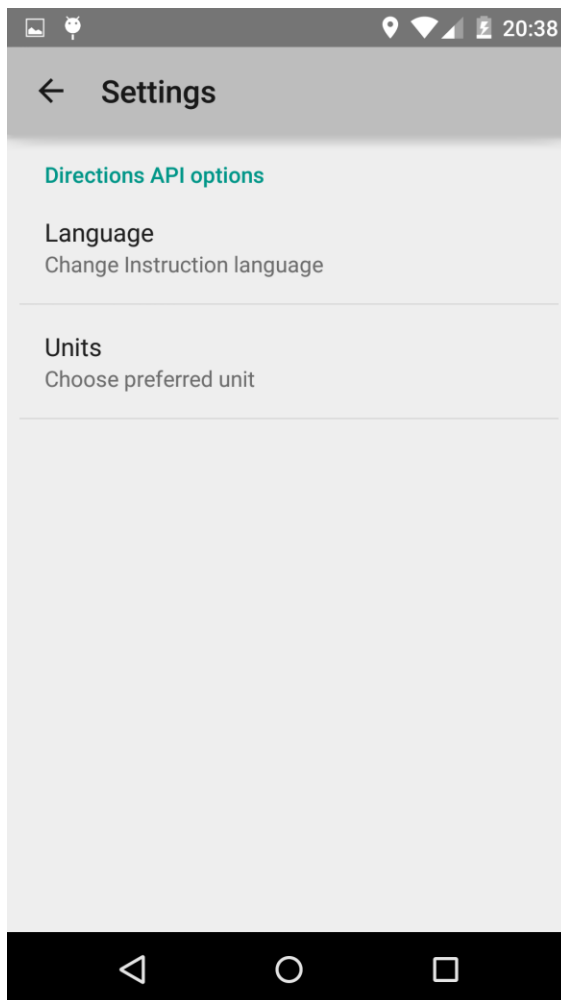 20:38
Settings
Directions API options
Language
Change Instruction language
Units
Choose preferred unit